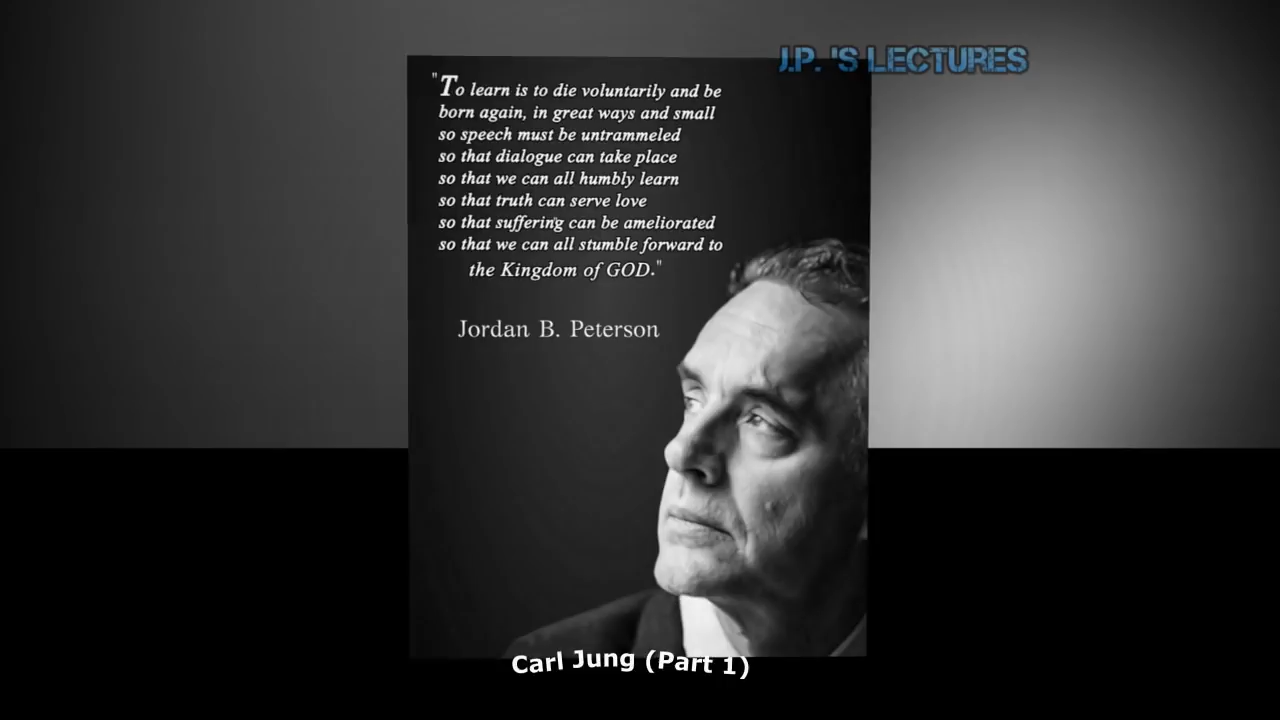 J.P. 'S LECTURES
"To learn is to die voluntarily and be
born again, in great ways and small
so speech must be untrammeled
so that dialogue can take place
so that we can all humbly learn
so that truth can serve love
so that suffering can be ameliorated
so that we can all stumble forward to
the Kingdom of GOD."
Jordan B. Peterson
Carl Jung (Part 1)